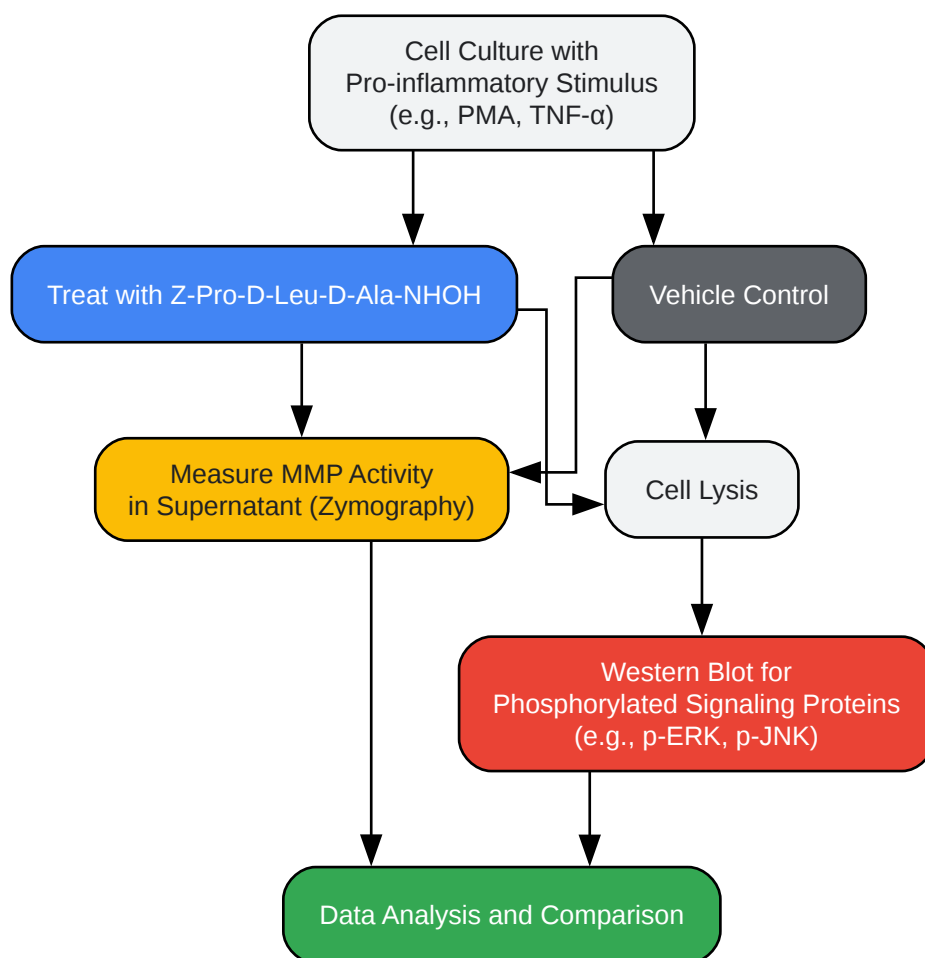 Cell Culture with
Pro-inflammatory Stimulus
(e.g., PMA, TNF-α)
Treat with Z-Pro-D-Leu-D-Ala-NHOH
Vehicle Control
Measure MMP Activity
in Supernatant (Zymography)
Cell Lysis
Western Blot for
Phosphorylated Signaling Proteins
(e.g., p-ERK, p-JNK)
Data Analysis and Comparison